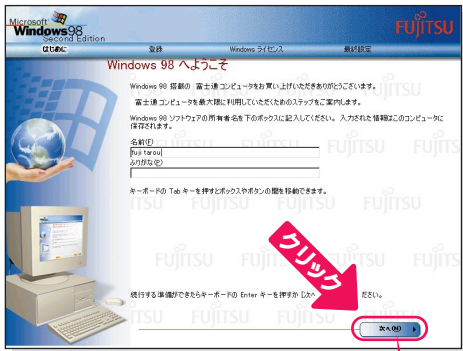 Microsoft
Windows98
Second Edition
FUJITSU
はじめに 登録 Windows ライセンス 最終設定
Windows 98 へようこそ
Windows 98 搭載の 富士通 コンピュータをお買い上げいただきありがとうございます。
富士通 コンピュータを最大限に利用していただくためのステップをご案内します。
Windows 98 ソフトウェアの所有者名を下のボックスに記入してください。 入力された情報はこのコンピュータに
保存されます。
名前(F)
fuji tarou
ふりがな(P)
キーボードの Tab キーを押すとボックスやボタンの間を移動できます。
クリック
続行する準備ができたらキーボードの Enter キーを押すか [次へ ださい。
次へ(N)